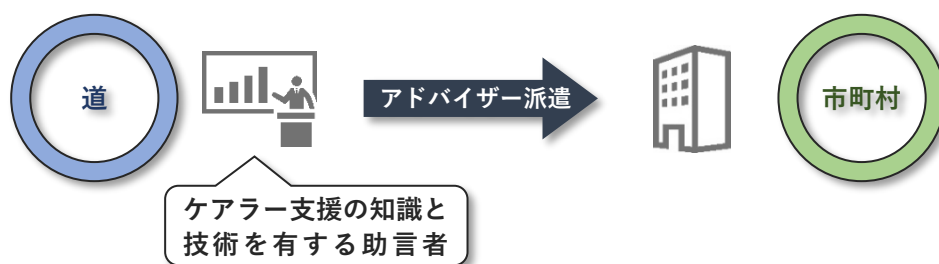 道
アドバイザー派遣
市町村
ケアラー支援の知識と
技術を有する助言者